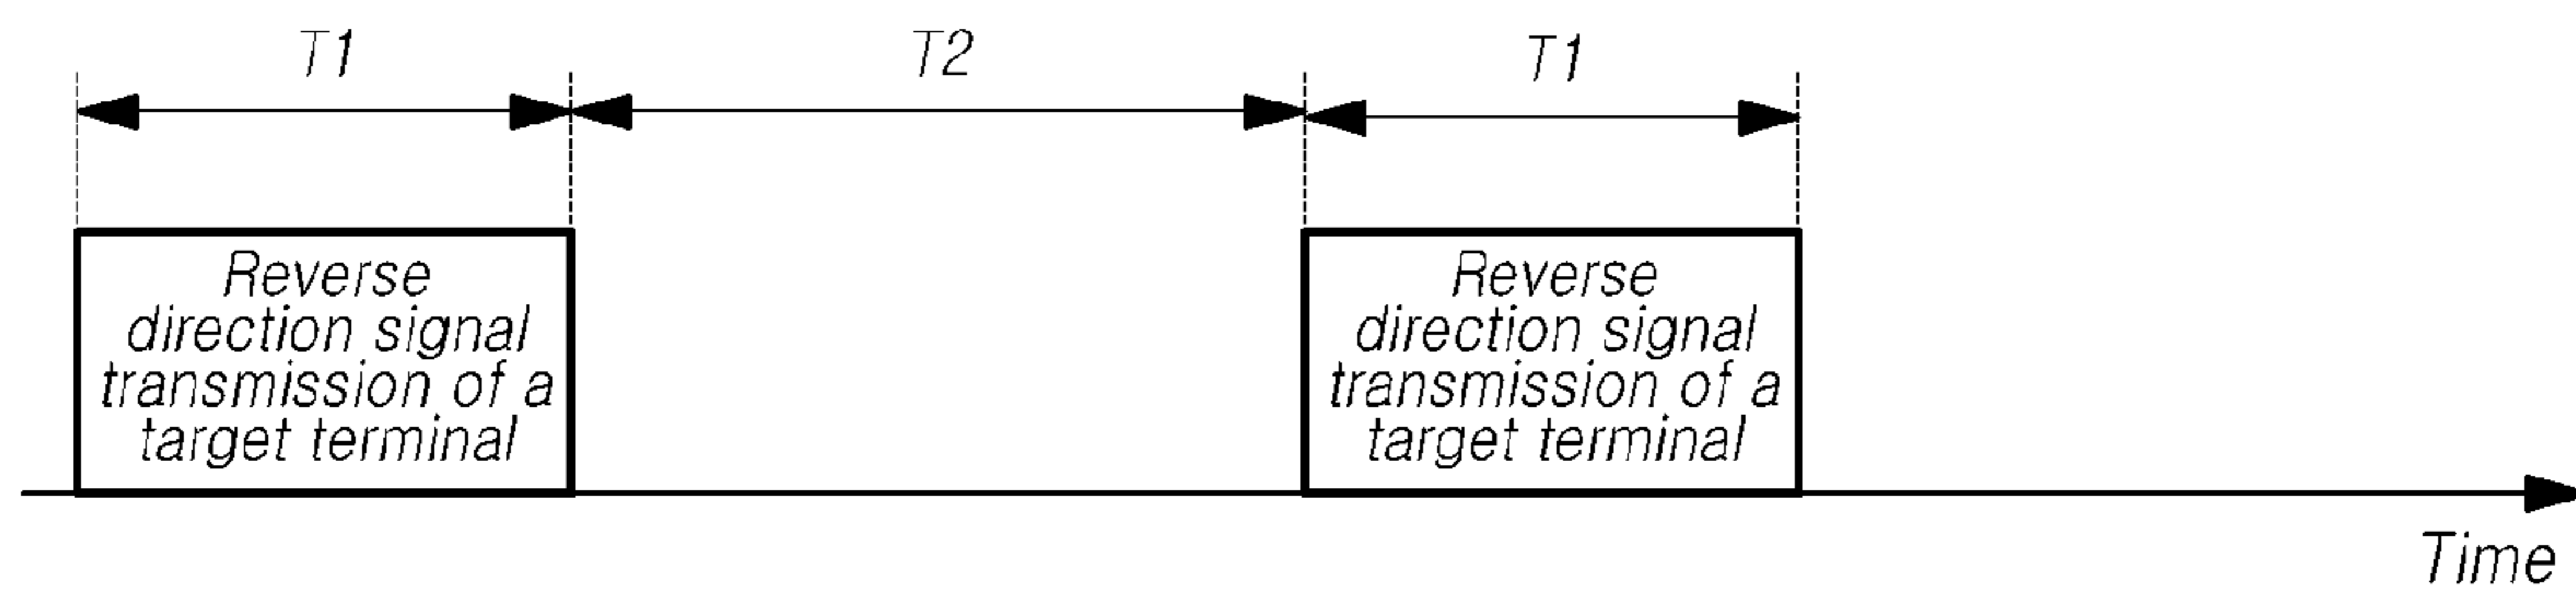 T1
T2
T1
Reverse
direction signal
transmission of a
target terminal
Reverse
direction signal
transmission of a
target terminal
Time